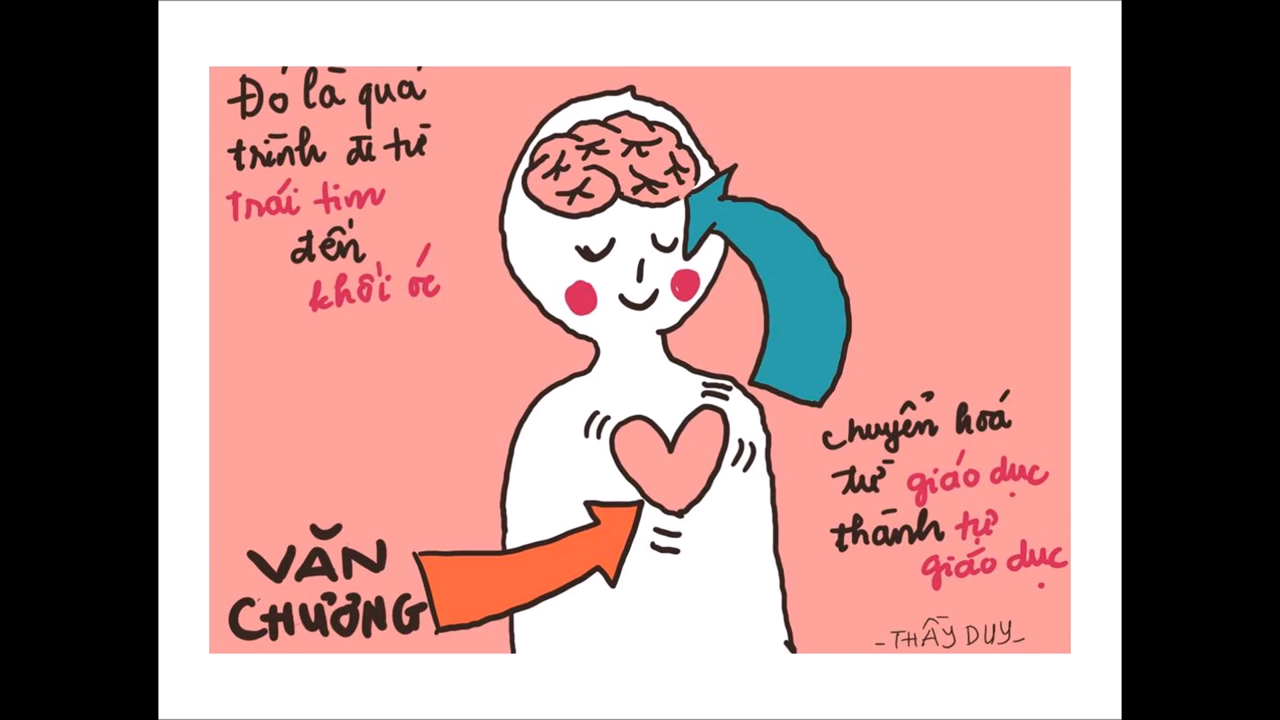 Đó là quá
trình đi từ
trái tim
đến
khối óc
chuyển hoá
từ giáo dục
thành tự
giáo dục
VĂN
CHƯƠNG
-THẦY DUY-